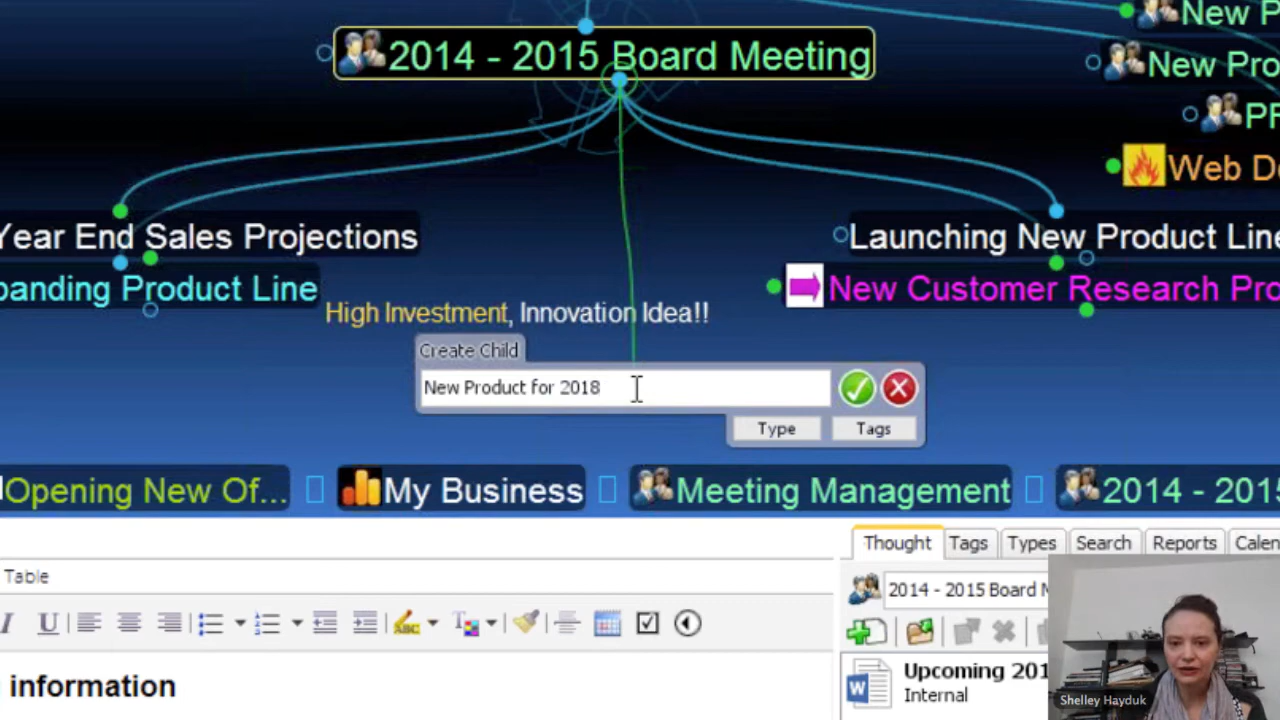 New P
2014 - 2015 Board Meeting
New Pro
PF
Web De
Year End Sales Projections
Launching New Product Line
panding Product Line
New Customer Research Pro
High Investment, Innovation Idea!!
Create Child
New Product for 2018
Type
Tags
Opening New Of...
My Business
Meeting Management
2014 - 2015
Thought
Tags
Types
Search
Reports
Calen
Table
2014 - 2015 Board M
I U
ABC
T
Upcoming 201
information
W
Internal
Shelley Hayduk